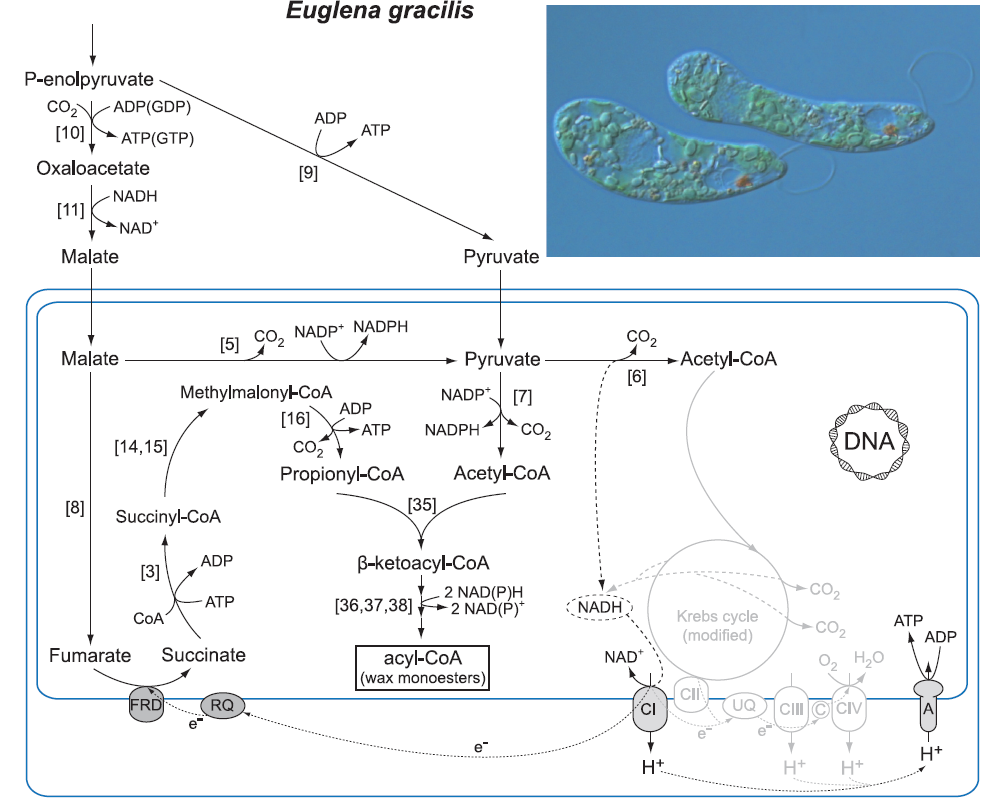 Euglena gracilis
P-enolpyruvate
CO2
ADP(GDP)
[10]
ATP(GTP)
ADP
ATP
[9]
Oxaloacetate
NADH
[11]
NAD+
Malate
Pyruvate
Malate
[5]
CO2
NADP+
NADPH
Pyruvate
CO2
[6]
Acetyl-CoA
Methylmalonyl-CoA
[16]
ADP
ATP
CO2
NADP+
[7]
NADPH
CO2
DNA
[14,15]
Propionyl-CoA
Acetyl-CoA
[8]
[35]
Succinyl-CoA
[3]
ADP
ATP
CoA
β-ketoacyl-CoA
[36,37,38]
2 NAD(P)H
2 NAD(P)+
NADH
Krebs cycle
(modified)
CO2
CO2
Fumarate
Succinate
acyl-CoA
(wax monoesters)
NAD+
O2
H2O
ATP
ADP
FRD
RQ
e-
e-
CI
CII
e-
UQ
e-
CIII
C
CIV
A
H+
H+
H+
H+